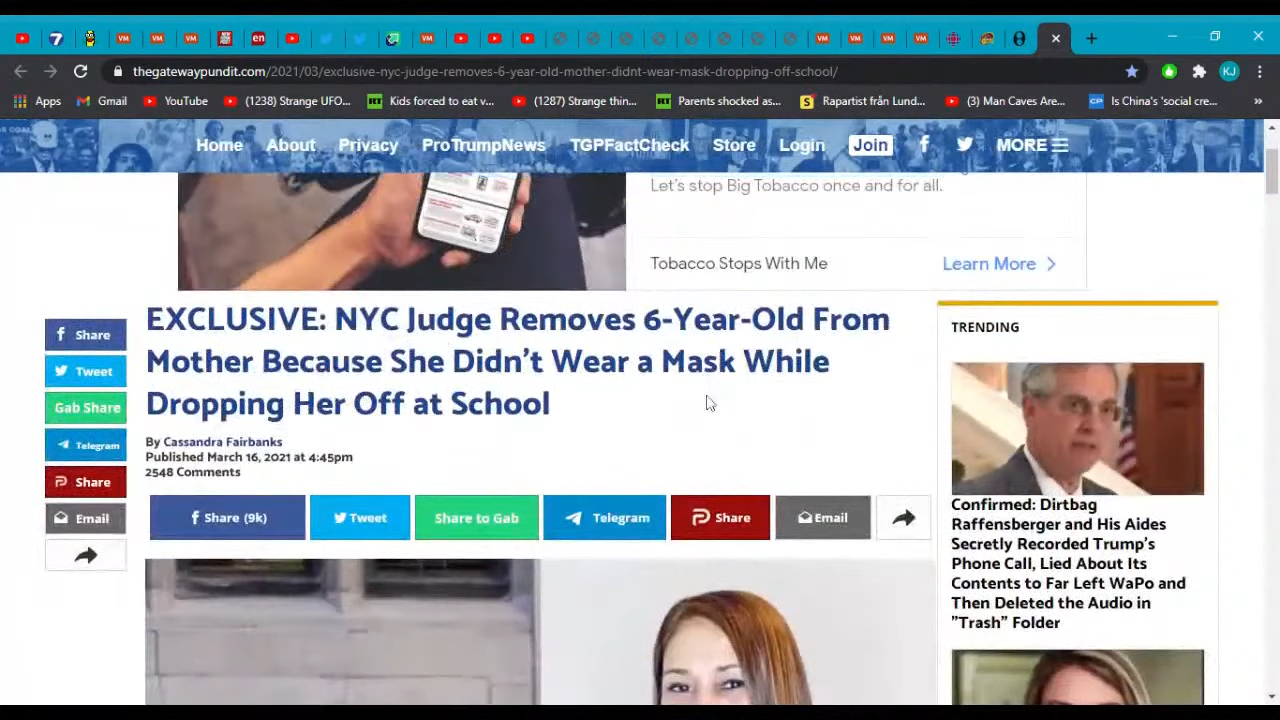 thegatewaypundit.com/2021/03/exclusive-nyc-judge-removes-6-year-old-mother-didnt-wear-mask-dropping-off-school/
KJ
Apps Gmail YouTube (1238) Strange UFO... Kids forced to eat v... (1287) Strange thin... Parents shocked as... Rapartist från Lund... (3) Man Caves Are... Is China's 'social cre... »
Home About Privacy ProTrumpNews TGPFactCheck Store Login Join MORE
Let's stop Big Tobacco once and for all.
Tobacco Stops With Me Learn More
EXCLUSIVE: NYC Judge Removes 6-Year-Old From
Mother Because She Didn't Wear a Mask While
Dropping Her Off at School
By Cassandra Fairbanks
Published March 16, 2021 at 4:45pm
2548 Comments
Share
Tweet
Gab Share
Telegram
Share
Email
Share (9k) Tweet Share to Gab Telegram Share Email
TRENDING
Confirmed: Dirtbag
Raffensberger and His Aides
Secretly Recorded Trump's
Phone Call, Lied About Its
Contents to Far Left WaPo and
Then Deleted the Audio in
"Trash" Folder